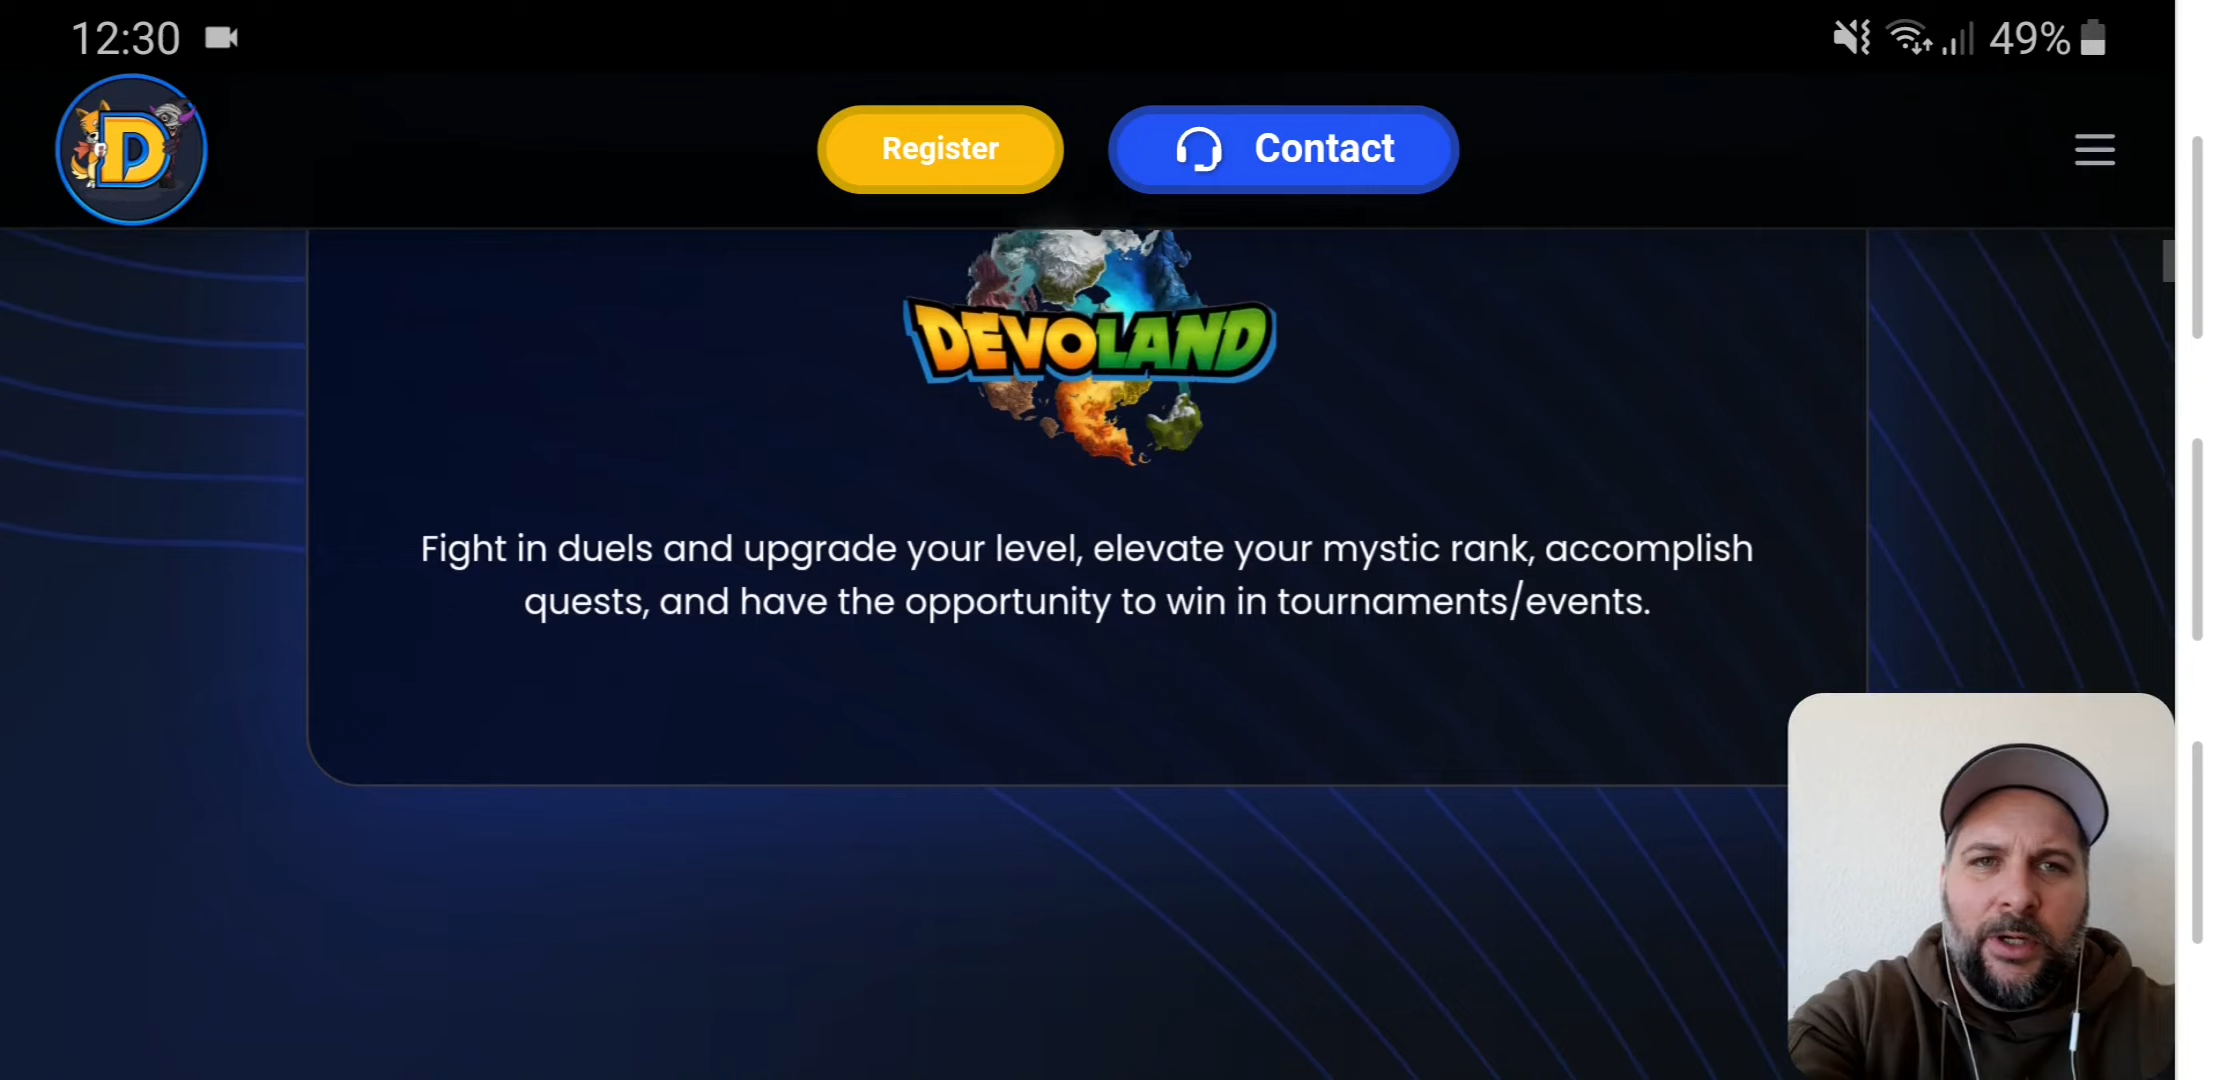 12:30
49%
D
Register
Contact
DEVOLAND
Fight in duels and upgrade your level, elevate your mystic rank, accomplish
quests, and have the opportunity to win in tournaments/events.